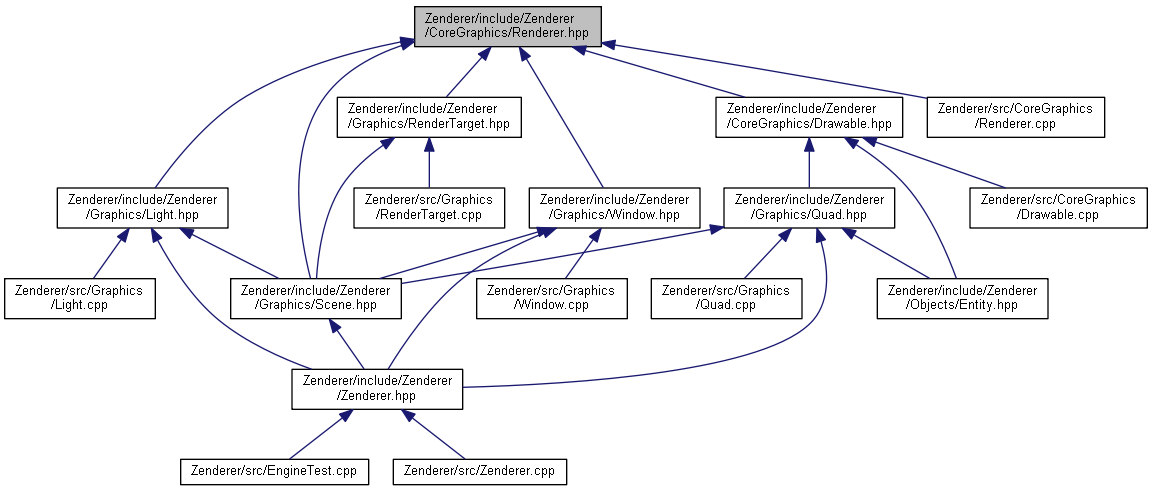 Zenderer/include/Zenderer
/CoreGraphics/Renderer.hpp
Zenderer/include/Zenderer
/Graphics/RenderTarget.hpp
Zenderer/include/Zenderer
/CoreGraphics/Drawable.hpp
Zenderer/src/CoreGraphics
/Renderer.cpp
Zenderer/include/Zenderer
/Graphics/Light.hpp
Zenderer/src/Graphics
/RenderTarget.cpp
Zenderer/include/Zenderer
/Graphics/Window.hpp
Zenderer/include/Zenderer
/Graphics/Quad.hpp
Zenderer/src/CoreGraphics
/Drawable.cpp
Zenderer/src/Graphics
/Light.cpp
Zenderer/include/Zenderer
/Graphics/Scene.hpp
Zenderer/src/Graphics
/Window.cpp
Zenderer/src/Graphics
/Quad.cpp
Zenderer/include/Zenderer
/Objects/Entity.hpp
Zenderer/include/Zenderer
/Zenderer.hpp
Zenderer/src/EngineTest.cpp
Zenderer/src/Zenderer.cpp